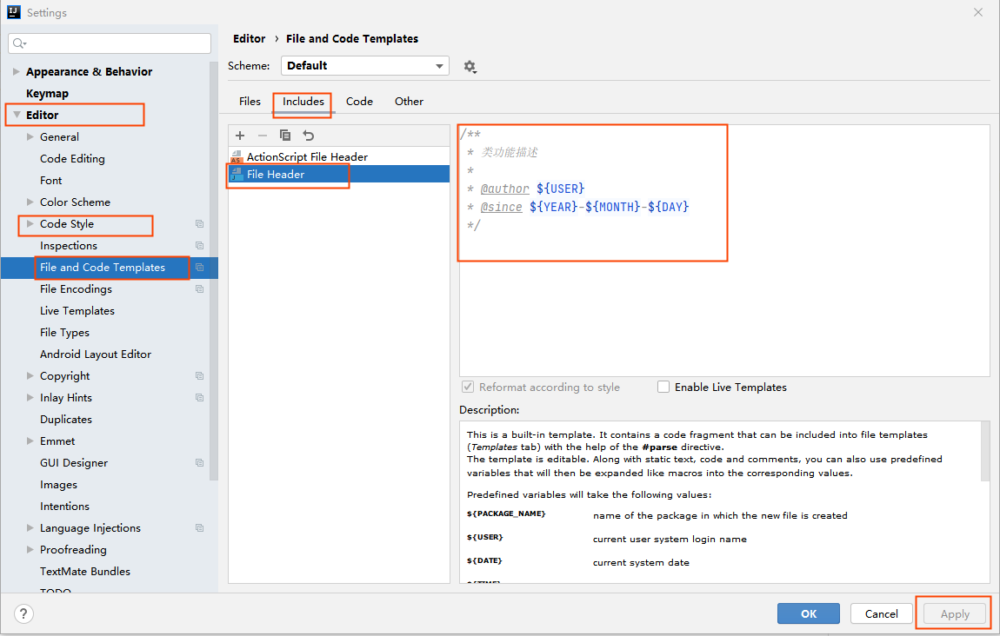 Settings
Editor › File and Code Templates
Scheme: Default
Appearance & Behavior
Keymap
Editor
General
Code Editing
Font
Color Scheme
Code Style
Inspections
File and Code Templates
File Encodings
Live Templates
File Types
Android Layout Editor
Copyright
Inlay Hints
Duplicates
Emmet
GUI Designer
Images
Intentions
Language Injections
Proofreading
TextMate Bundles
TODO
Files Includes Code Other
ActionScript File Header
File Header
/**
* 类功能描述
*
* @author ${USER}
* @since ${YEAR}-${MONTH}-${DAY}
*/
Reformat according to style Enable Live Templates
Description:
This is a built-in template. It contains a code fragment that can be included into file templates
(Templates tab) with the help of the #parse directive.
The template is editable. Along with static text, code and comments, you can also use predefined
variables that will then be expanded like macros into the corresponding values.
Predefined variables will take the following values:
${PACKAGE_NAME} name of the package in which the new file is created
${USER} current user system login name
${DATE} current system date
${TIME}
? OK Cancel Apply